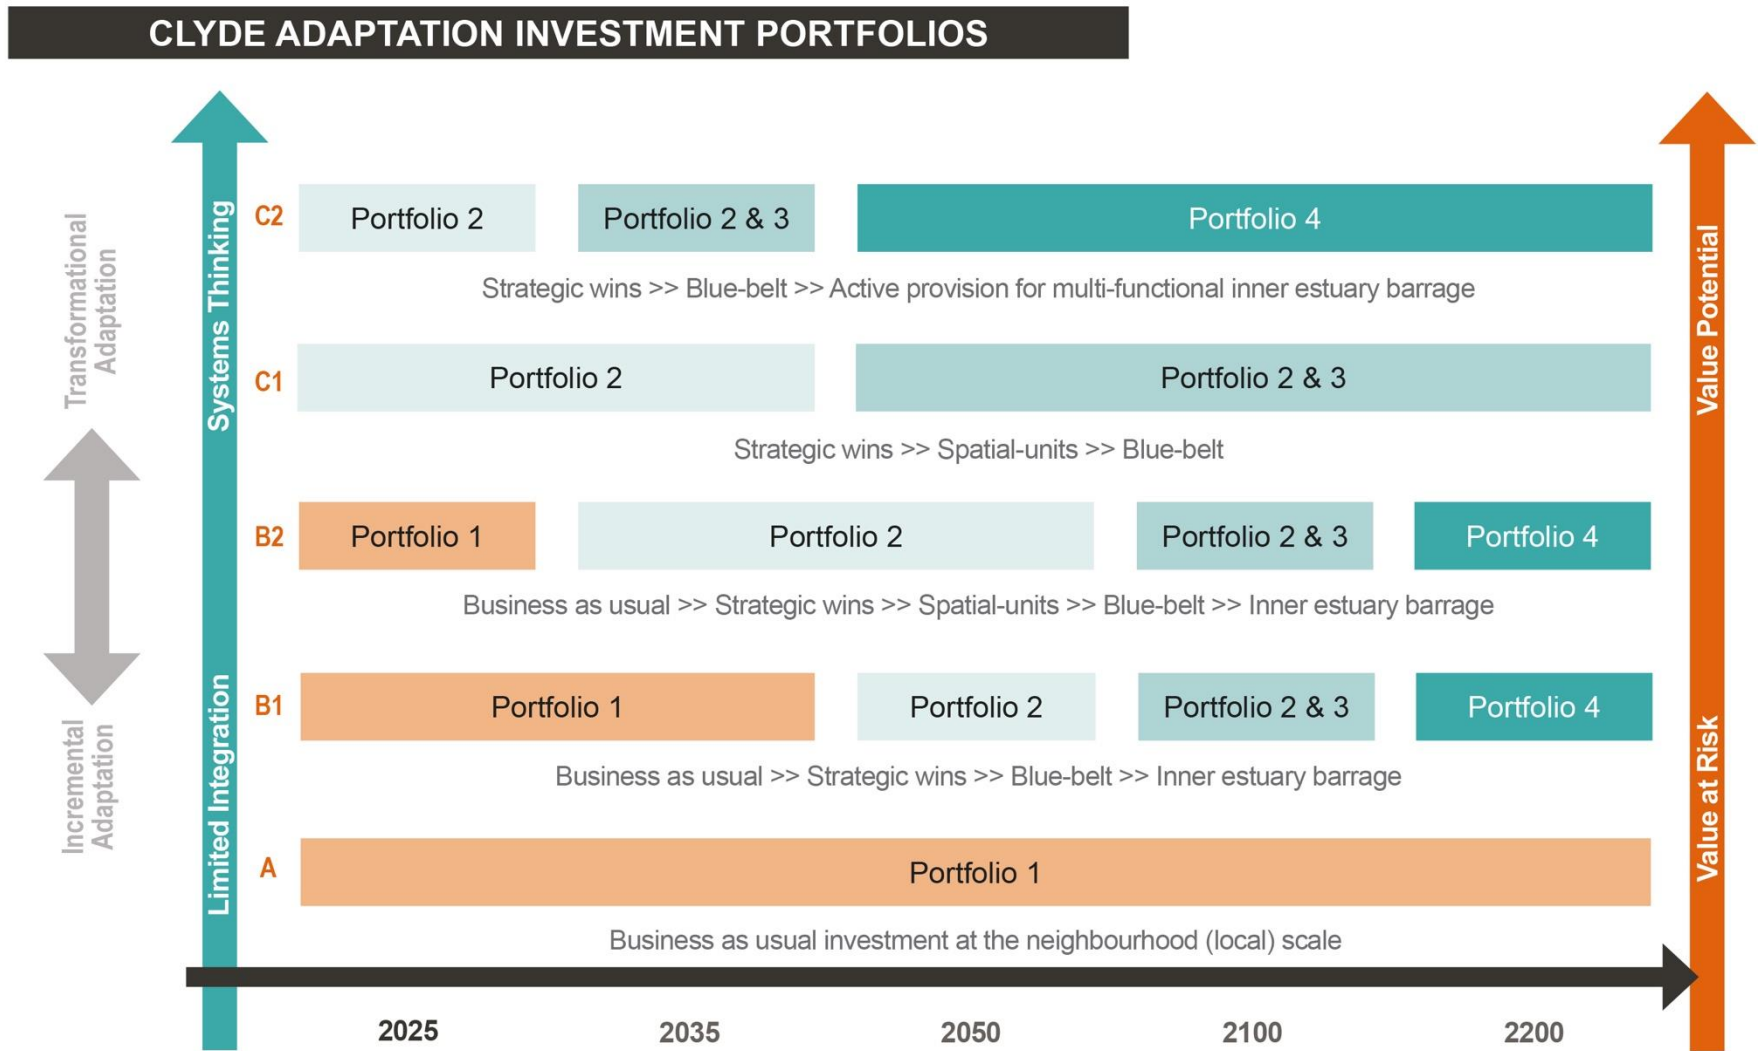 CLYDE ADAPTATION INVESTMENT PORTFOLIOS
Transformational
Adaptation
Incremental
Adaptation
Systems Thinking
Limited Integration
C2
Portfolio 2
Portfolio 2 & 3
Portfolio 4
Strategic wins >> Blue-belt >> Active provision for multi-functional inner estuary barrage
C1
Portfolio 2
Portfolio 2 & 3
Strategic wins >> Spatial-units >> Blue-belt
B2
Portfolio 1
Portfolio 2
Portfolio 2 & 3
Portfolio 4
Business as usual >> Strategic wins >> Spatial-units >> Blue-belt >> Inner estuary barrage
B1
Portfolio 1
Portfolio 2
Portfolio 2 & 3
Portfolio 4
Business as usual >> Strategic wins >> Blue-belt >> Inner estuary barrage
A
Portfolio 1
Business as usual investment at the neighbourhood (local) scale
Value Potential
Value at Risk
2025
2035
2050
2100
2200